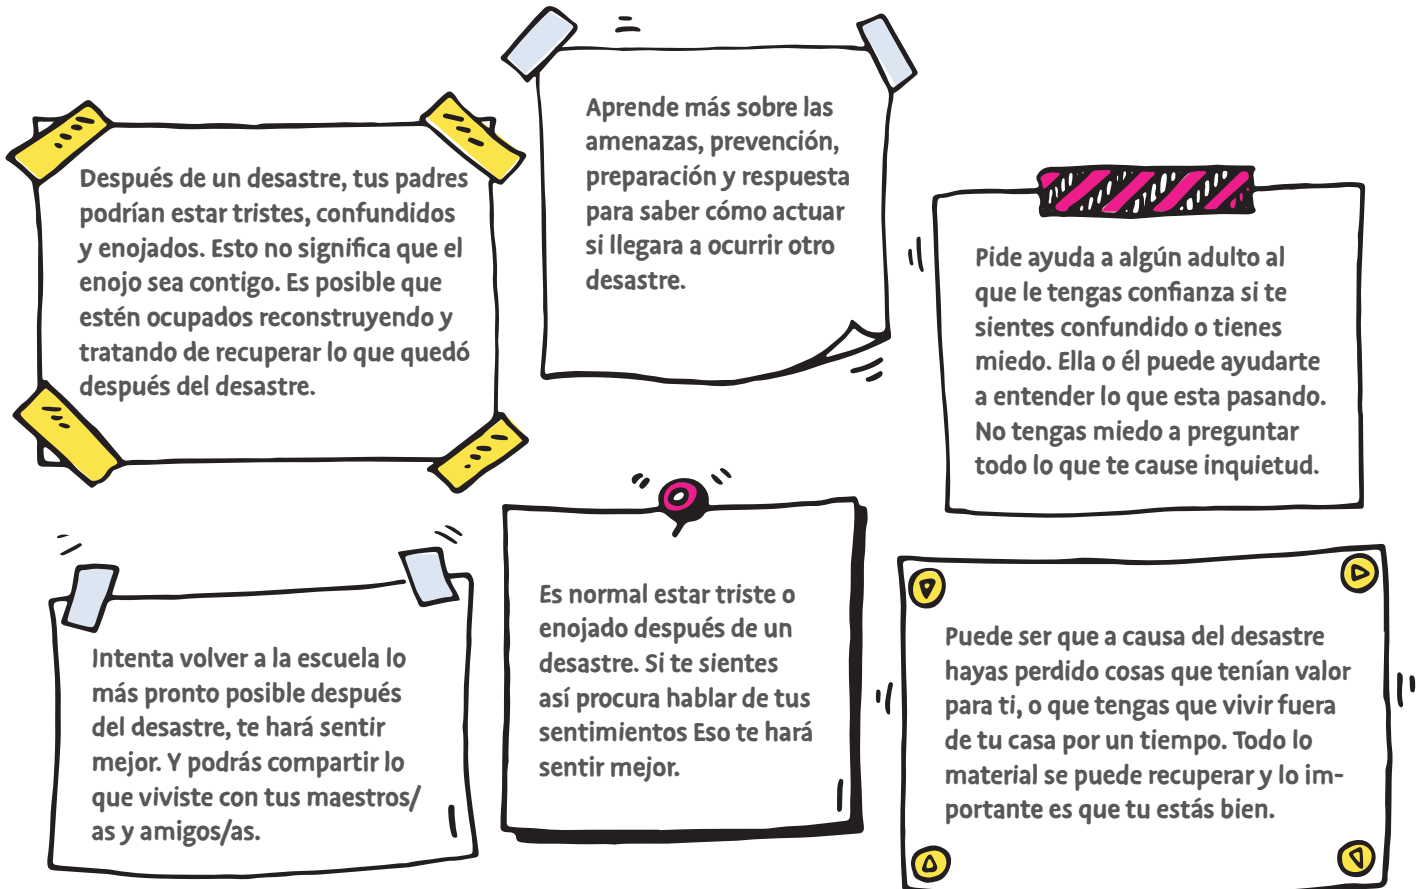 Después de un desastre, tus padres
podrían estar tristes, confundidos
y enojados. Esto no significa que el
enojo sea contigo. Es posible que
estén ocupados reconstruyendo y
tratando de recuperar lo que quedó
después del desastre.
Aprende más sobre las
amenazas, prevención,
preparación y respuesta
para saber cómo actuar
si llegara a ocurrir otro
desastre.
Pide ayuda a algún adulto al
que le tengas confianza si te
sientes confundido o tienes
miedo. Ella o él puede ayudarte
a entender lo que esta pasando.
No tengas miedo a preguntar
todo lo que te cause inquietud.
Intenta volver a la escuela lo
más pronto posible después
del desastre, te hará sentir
mejor. Y podrás compartir lo
que viviste con tus maestros/
as y amigos/as.
Es normal estar triste o
enojado después de un
desastre. Si te sientes
así procura hablar de tus
sentimientos Eso te hará
sentir mejor.
Puede ser que a causa del desastre
hayas perdido cosas que tenían valor
para ti, o que tengas que vivir fuera
de tu casa por un tiempo. Todo lo
material se puede recuperar y lo im-
portante es que tu estás bien.